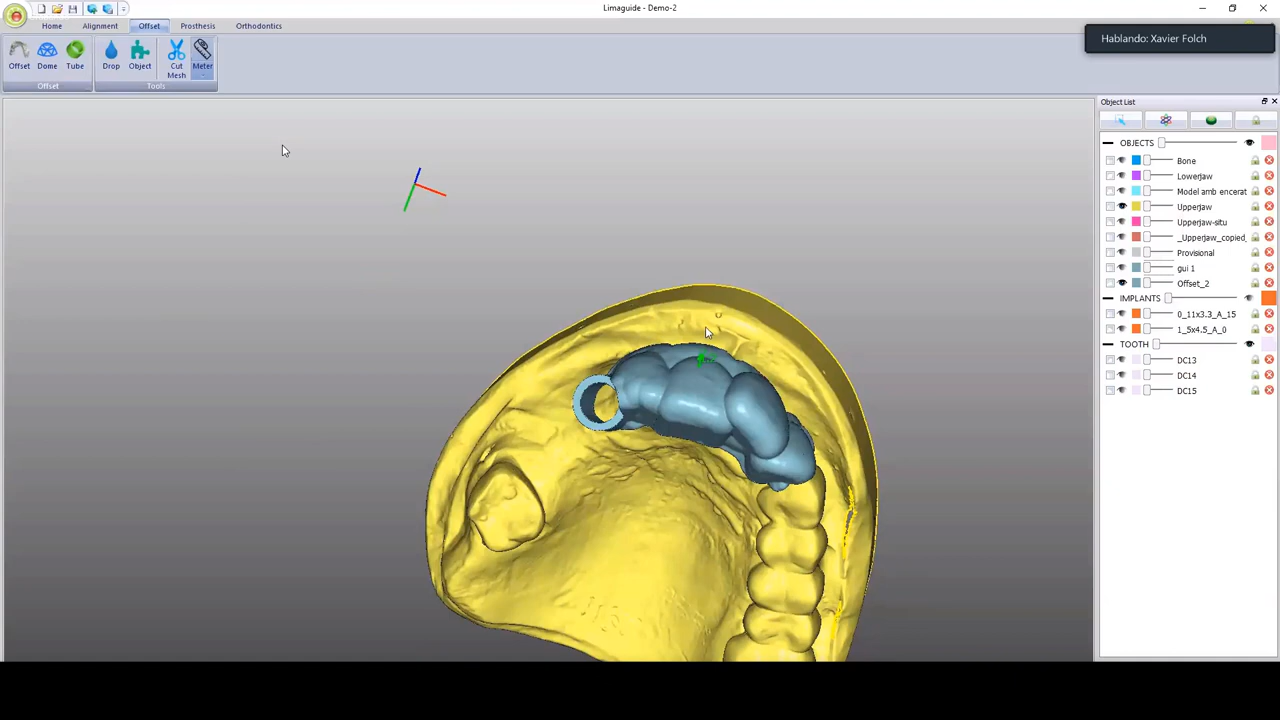 Limaguide - Demo-2
Home Alignment Offset Prosthesis Orthodontics
Hablando: Xavier Folch
Offset Dome Tube Drop Object Cut Mesh Meter
Offset Tools
Object List
OBJECTS
Bone
Lowerjaw
Model amb encerat
Upperjaw
Upperjaw-situ
_Upperjaw_copied_
Provisional
gui 1
Offset_2
IMPLANTS
0_11x3.3_A_15
1_5x4.5_A_0
TOOTH
DC13
DC14
DC15